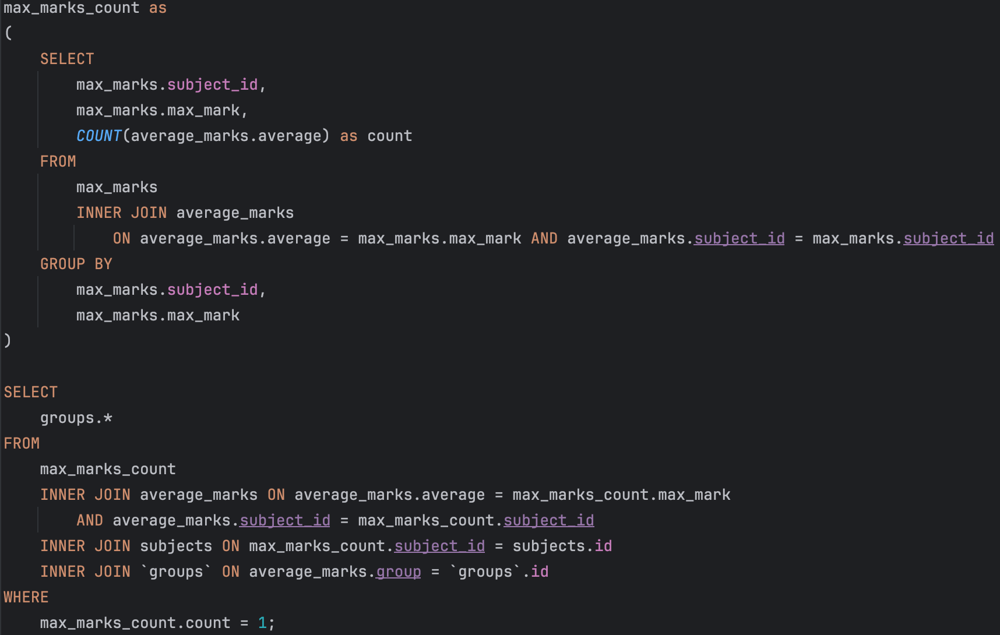 max_marks_count as
(
    SELECT
        max_marks.subject_id,
        max_marks.max_mark,
        COUNT(average_marks.average) as count
    FROM
        max_marks
        INNER JOIN average_marks
            ON average_marks.average = max_marks.max_mark AND average_marks.subject_id = max_marks.subject_id
    GROUP BY
        max_marks.subject_id,
        max_marks.max_mark
)

SELECT
    groups.*
FROM
    max_marks_count
    INNER JOIN average_marks ON average_marks.average = max_marks_count.max_mark
        AND average_marks.subject_id = max_marks_count.subject_id
    INNER JOIN subjects ON max_marks_count.subject_id = subjects.id
    INNER JOIN `groups` ON average_marks.group = `groups`.id
WHERE
    max_marks_count.count = 1;